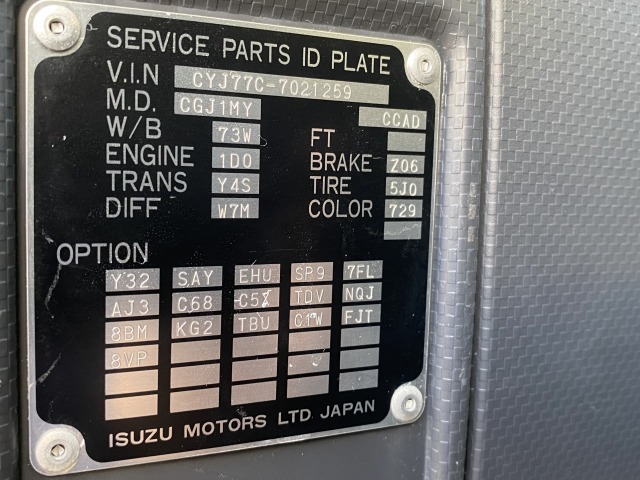 SERVICE PARTS ID PLATE
V.I.N CYJ77C-7021259
M.D. CGJ1MY CCAD
W/B 73W FT
ENGINE 1D0 BRAKE Z06
TRANS Y4S TIRE 5J0
DIFF W7M COLOR 729
OPTION
Y32 SAY EHU SP9 7FL
AJ3 C68 C5X TDV NQJ
8BM KG2 TBU C1W FJT
8VP
ISUZU MOTORS LTD. JAPAN